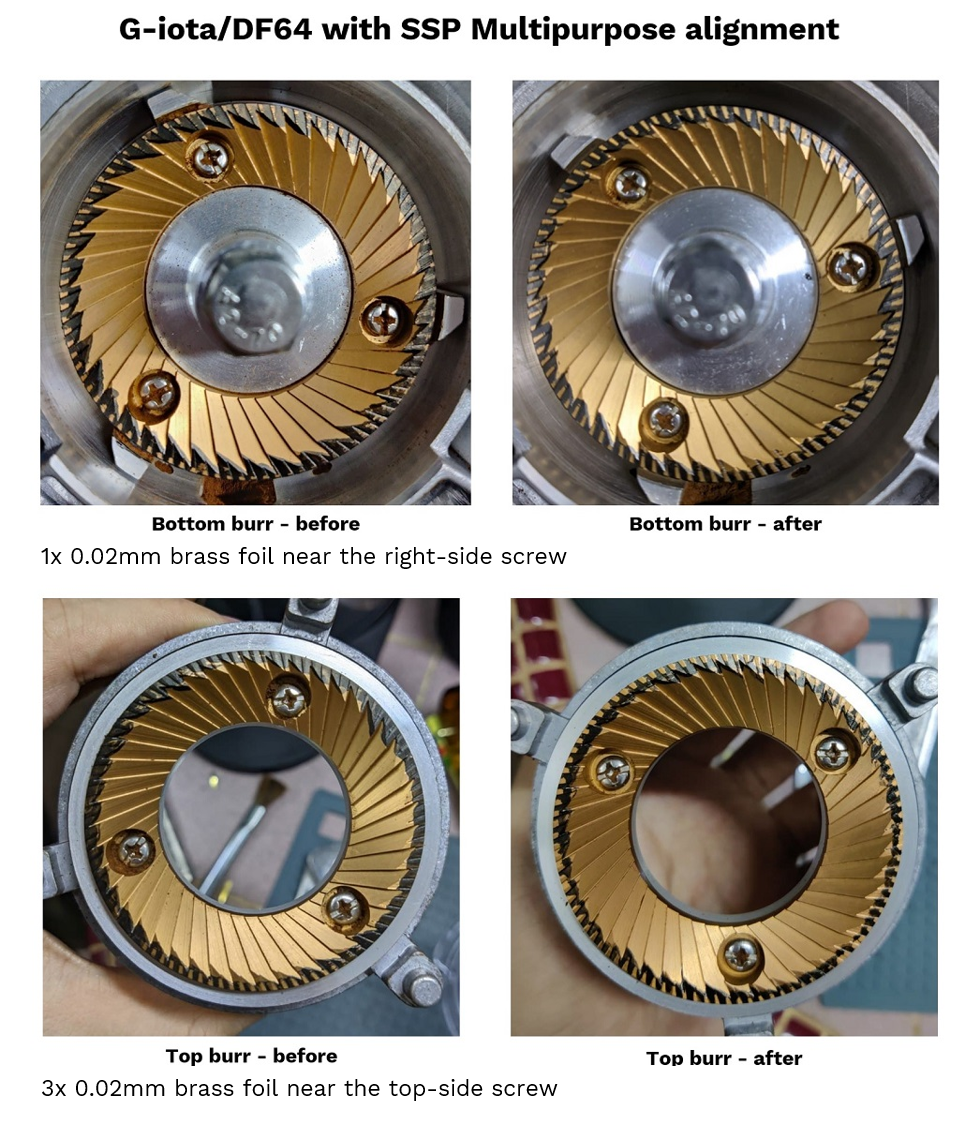 G-iota/DF64 with SSP Multipurpose alignment
Bottom burr - before
Bottom burr - after
1x 0.02mm brass foil near the right-side screw
Top burr - before
Top burr - after
3x 0.02mm brass foil near the top-side screw